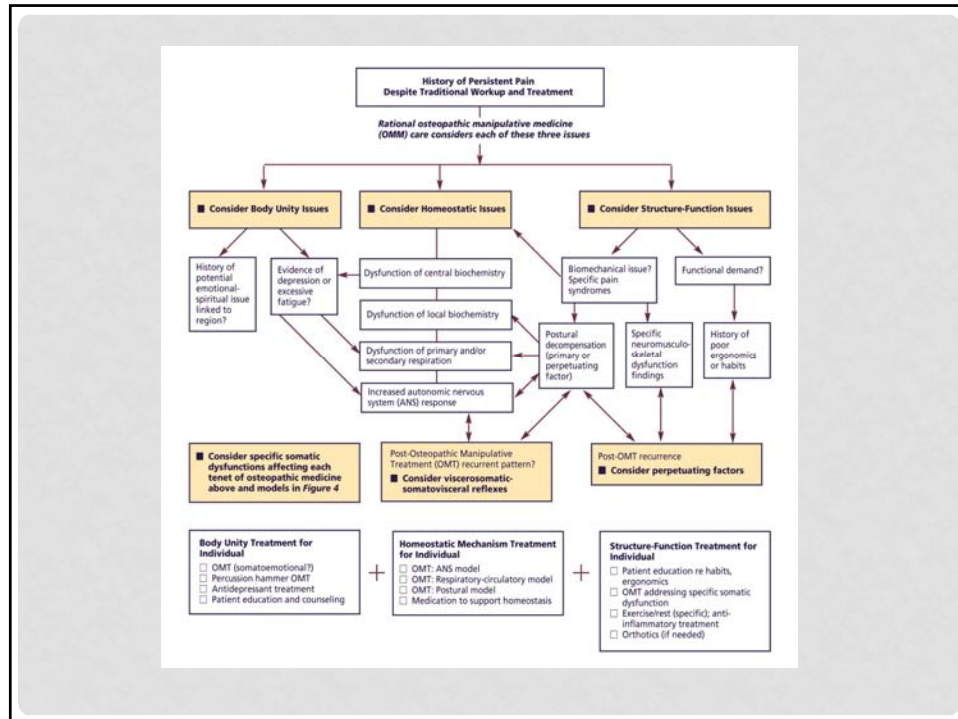 History of Persistent Pain
Despite Traditional Workup and Treatment
Rational osteopathic manipulative medicine
(OMM) care considers each of these three issues
■ Consider Body Unity Issues
■ Consider Homeostatic Issues
■ Consider Structure-Function Issues
History of
potential
emotional-
spiritual issue
linked to
region?
Evidence of
depression or
excessive
fatigue?
Dysfunction of central biochemistry
Dysfunction of local biochemistry
Dysfunction of primary and/or
secondary respiration
Increased autonomic nervous
system (ANS) response
Biomechanical issue?
Specific pain
syndromes
Functional demand?
Postural
decompensation
(primary or
perpetuating
factor)
Specific
neuromusculo-
skeletal
dysfunction
findings
History of
poor
ergonomics
or habits
■ Consider specific somatic
dysfunctions affecting each
tenet of osteopathic medicine
above and models in Figure 4
Post-Osteopathic Manipulative
Treatment (OMT) recurrent pattern?
■ Consider viscerosomatic-
somatovisceral reflexes
Post-OMT recurrence
■ Consider perpetuating factors
Body Unity Treatment for
Individual
□ OMT (somatoemotional?)
□ Percussion hammer OMT
□ Antidepressant treatment
□ Patient education and counseling
+
Homeostatic Mechanism Treatment
for Individual
□ OMT: ANS model
□ OMT: Respiratory-circulatory model
□ OMT: Postural model
□ Medication to support homeostasis
+
Structure-Function Treatment for
Individual
□ Patient education re habits,
ergonomics
□ OMT addressing specific somatic
dysfunction
□ Exercise/rest (specific); anti-
inflammatory treatment
□ Orthotics (if needed)